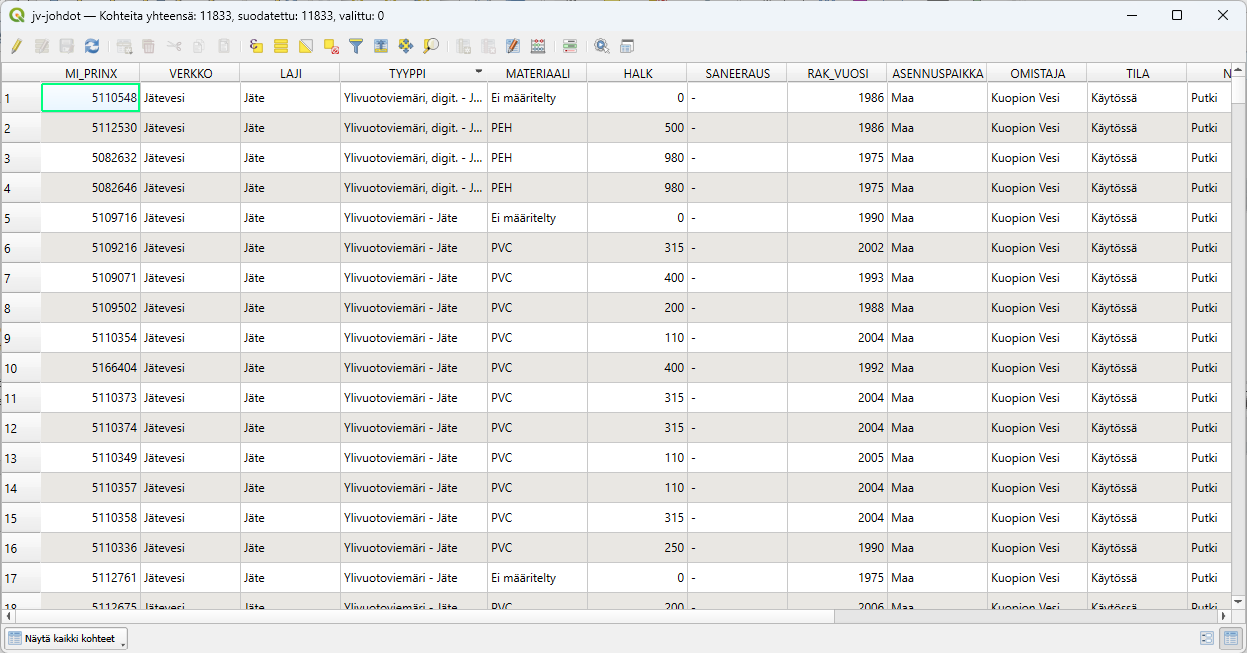 jv-johdot — Kohteita yhteensä: 11833, suodatettu: 11833, valittu: 0
MI_PRINX VERKKO LAJI TYYPPI MATERIAALI HALK SANEERAUS RAK_VUOSI ASENNUSPAIKKA OMISTAJA TILA N
1 5110548 Jätevesi Jäte Ylivuotoviemäri, digit. - J... Ei määritelty 0 - 1986 Maa Kuopion Vesi Käytössä Putki
2 5112530 Jätevesi Jäte Ylivuotoviemäri, digit. - J... PEH 500 - 1986 Maa Kuopion Vesi Käytössä Putki
3 5082632 Jätevesi Jäte Ylivuotoviemäri, digit. - J... PEH 980 - 1975 Maa Kuopion Vesi Käytössä Putki
4 5082646 Jätevesi Jäte Ylivuotoviemäri, digit. - J... PEH 980 - 1975 Maa Kuopion Vesi Käytössä Putki
5 5109716 Jätevesi Jäte Ylivuotoviemäri - Jäte Ei määritelty 0 - 1990 Maa Kuopion Vesi Käytössä Putki
6 5109216 Jätevesi Jäte Ylivuotoviemäri - Jäte PVC 315 - 2002 Maa Kuopion Vesi Käytössä Putki
7 5109071 Jätevesi Jäte Ylivuotoviemäri - Jäte PVC 400 - 1993 Maa Kuopion Vesi Käytössä Putki
8 5109502 Jätevesi Jäte Ylivuotoviemäri - Jäte PVC 200 - 1988 Maa Kuopion Vesi Käytössä Putki
9 5110354 Jätevesi Jäte Ylivuotoviemäri - Jäte PVC 110 - 2004 Maa Kuopion Vesi Käytössä Putki
10 5166404 Jätevesi Jäte Ylivuotoviemäri - Jäte PVC 400 - 1992 Maa Kuopion Vesi Käytössä Putki
11 5110373 Jätevesi Jäte Ylivuotoviemäri - Jäte PVC 315 - 2004 Maa Kuopion Vesi Käytössä Putki
12 5110374 Jätevesi Jäte Ylivuotoviemäri - Jäte PVC 315 - 2004 Maa Kuopion Vesi Käytössä Putki
13 5110349 Jätevesi Jäte Ylivuotoviemäri - Jäte PVC 110 - 2005 Maa Kuopion Vesi Käytössä Putki
14 5110357 Jätevesi Jäte Ylivuotoviemäri - Jäte PVC 110 - 2004 Maa Kuopion Vesi Käytössä Putki
15 5110358 Jätevesi Jäte Ylivuotoviemäri - Jäte PVC 315 - 2004 Maa Kuopion Vesi Käytössä Putki
16 5110336 Jätevesi Jäte Ylivuotoviemäri - Jäte PVC 250 - 1990 Maa Kuopion Vesi Käytössä Putki
17 5112761 Jätevesi Jäte Ylivuotoviemäri - Jäte Ei määritelty 0 - 1975 Maa Kuopion Vesi Käytössä Putki
18 5112675 Jätevesi Jäte Ylivuotoviemäri - Jäte PVC 200 - 2006 Maa Kuopion Vesi Käytössä Putki
Näytä kaikki kohteet